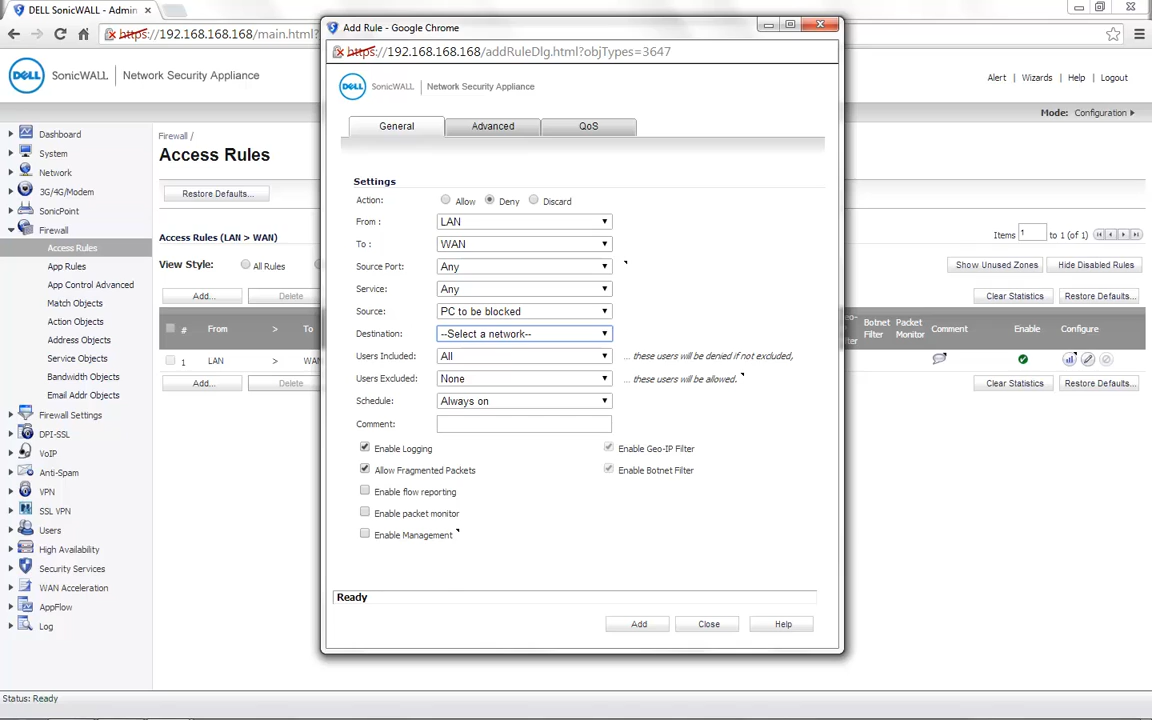 DELL SonicWALL - Admin
https://192.168.168.168/main.html?
DELL
SonicWALL
Network Security Appliance
Alert
Wizards
Help
Logout
Mode: Configuration
Dashboard
System
Network
3G/4G/Modem
SonicPoint
Firewall
Access Rules
App Rules
App Control Advanced
Match Objects
Action Objects
Address Objects
Service Objects
Bandwidth Objects
Email Addr Objects
Firewall Settings
DPI-SSL
VoIP
Anti-Spam
VPN
SSL VPN
Users
High Availability
Security Services
WAN Acceleration
AppFlow
Log
Firewall /
Access Rules
Restore Defaults...
Access Rules (LAN > WAN)
Items 1 to 1 (of 1)
View Style: All Rules
Show Unused Zones
Hide Disabled Rules
Add...
Delete
Clear Statistics
Restore Defaults...
# From > To
Botnet Filter
Packet Monitor
Comment
Enable
Configure
1 LAN >
Add...
Delete
Clear Statistics
Restore Defaults...
Add Rule - Google Chrome
https://192.168.168.168/addRuleDlg.html?objTypes=3647
DELL
SonicWALL
Network Security Appliance
General
Advanced
QoS
Settings
Action: Allow Deny Discard
From : LAN
To : WAN
Source Port: Any
Service: Any
Source: PC to be blocked
Destination: --Select a network--
Users Included: All ... these users will be denied if not excluded,
Users Excluded: None ... these users will be allowed.
Schedule: Always on
Comment:
Enable Logging
Enable Geo-IP Filter
Allow Fragmented Packets
Enable Botnet Filter
Enable flow reporting
Enable packet monitor
Enable Management
Ready
Add
Close
Help
Status: Ready